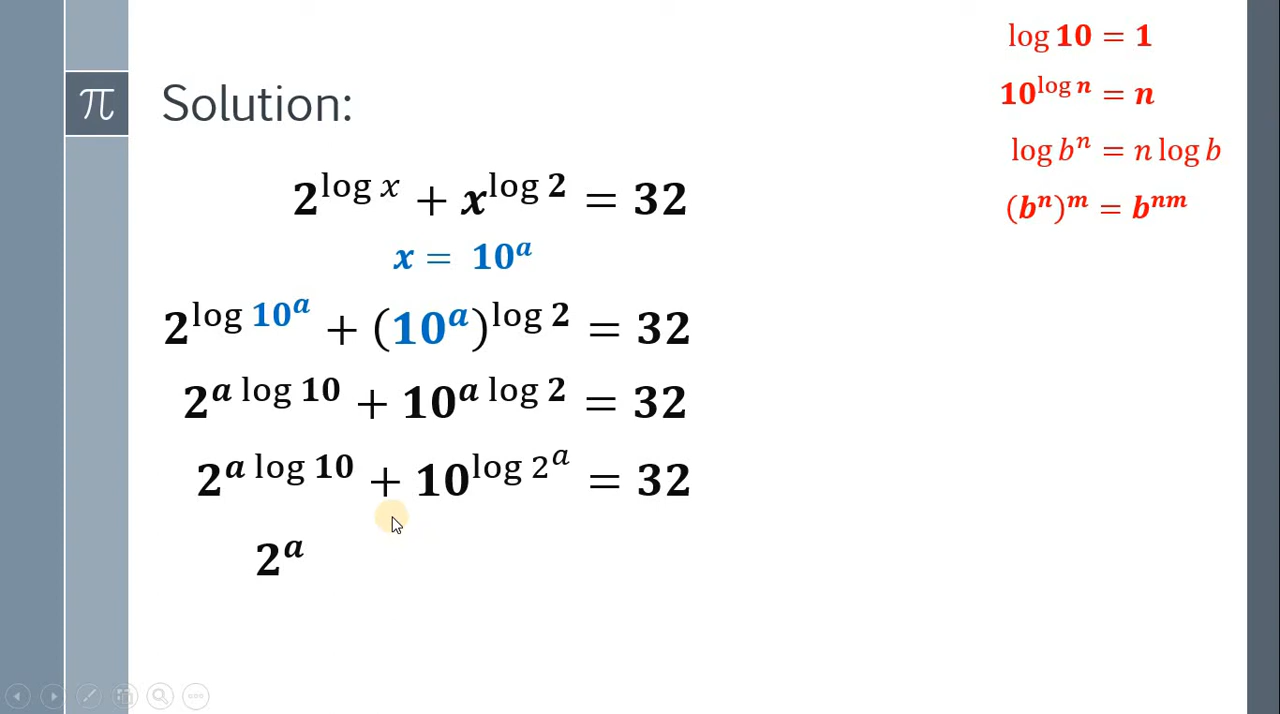 π
Solution:
2^{log x} + x^{log 2} = 32
x = 10^a
2^{log 10^a} + (10^a)^{log 2} = 32
2^{a log 10} + 10^{a log 2} = 32
2^{a log 10} + 10^{log 2^a} = 32
2^a
log 10 = 1
10^{log n} = n
log b^n = n log b
(b^n)^m = b^{nm}